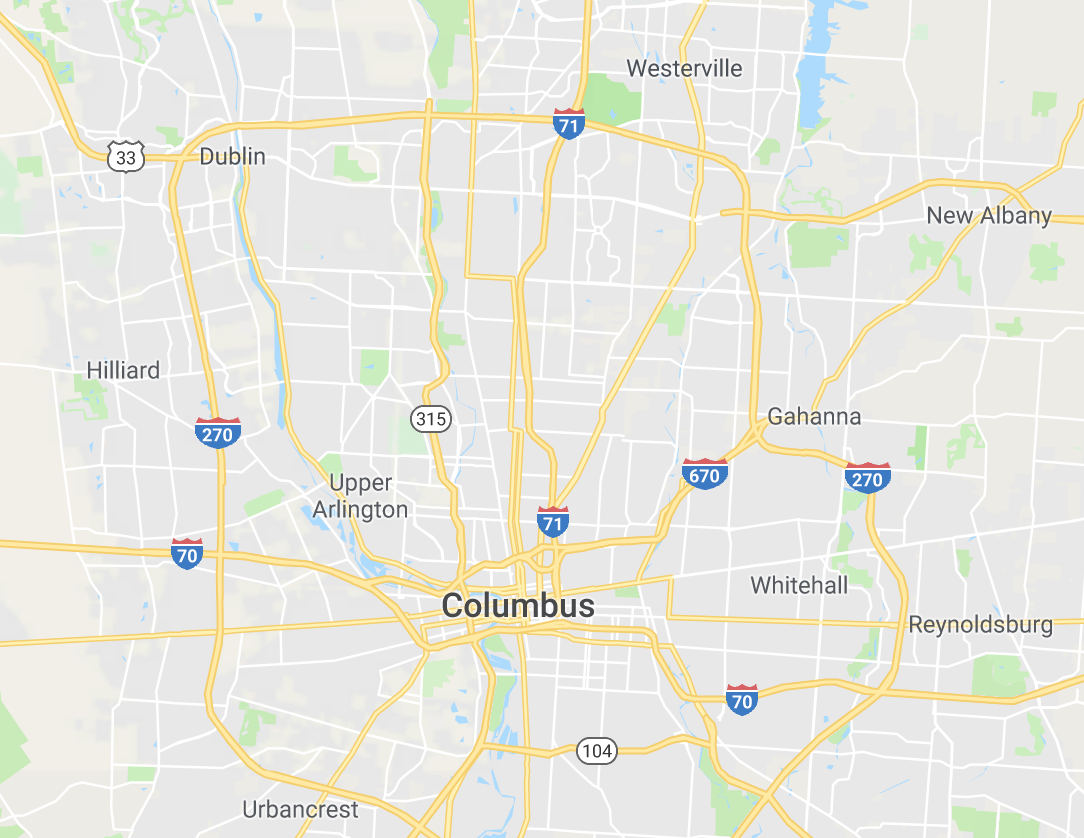 Westerville
71
33
Dublin
New Albany
Hilliard
315
Gahanna
270
670
270
Upper
Arlington
71
70
Whitehall
Columbus
Reynoldsburg
70
104
Urbancrest